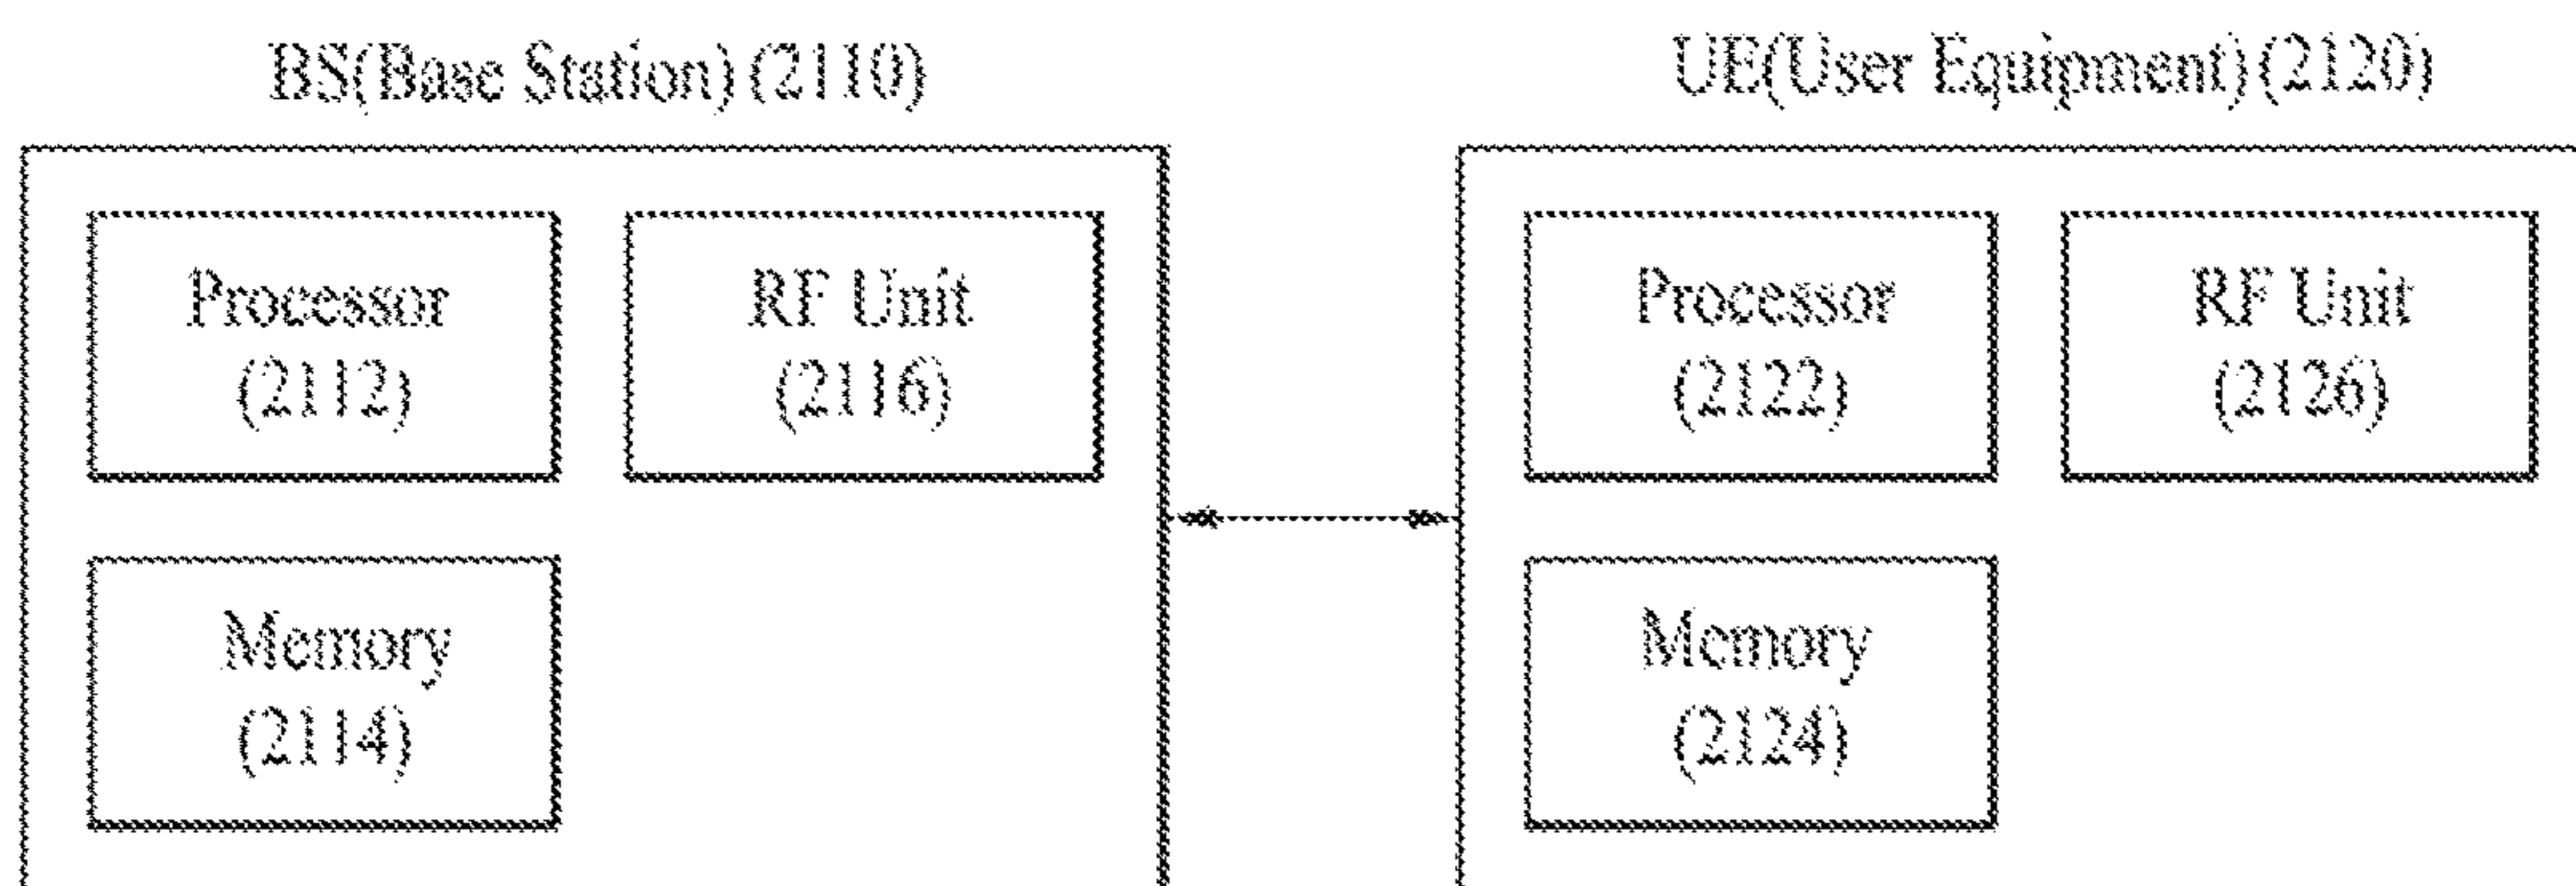 BS(Base Station) (2110)
Processor
(2112)
RF Unit
(2116)
Memory
(2114)
UE(User Equipment) (2120)
Processor
(2122)
RF Unit
(2126)
Memory
(2124)